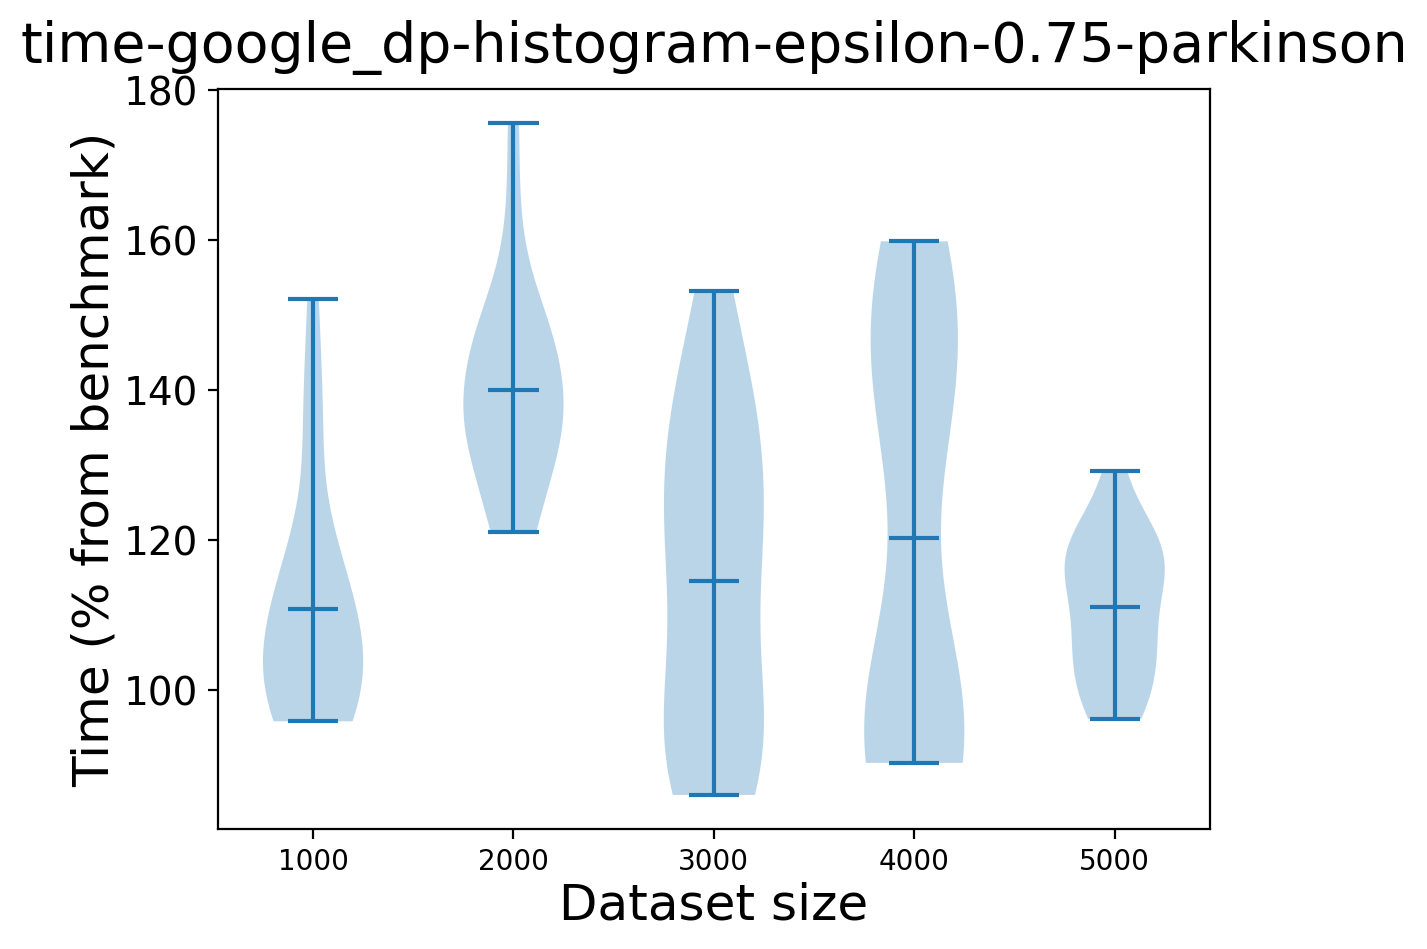 time-google_dp-histogram-epsilon-0.75-parkinson
Time (% from benchmark)
180
160
140
120
100
1000 2000 3000 4000 5000
Dataset size